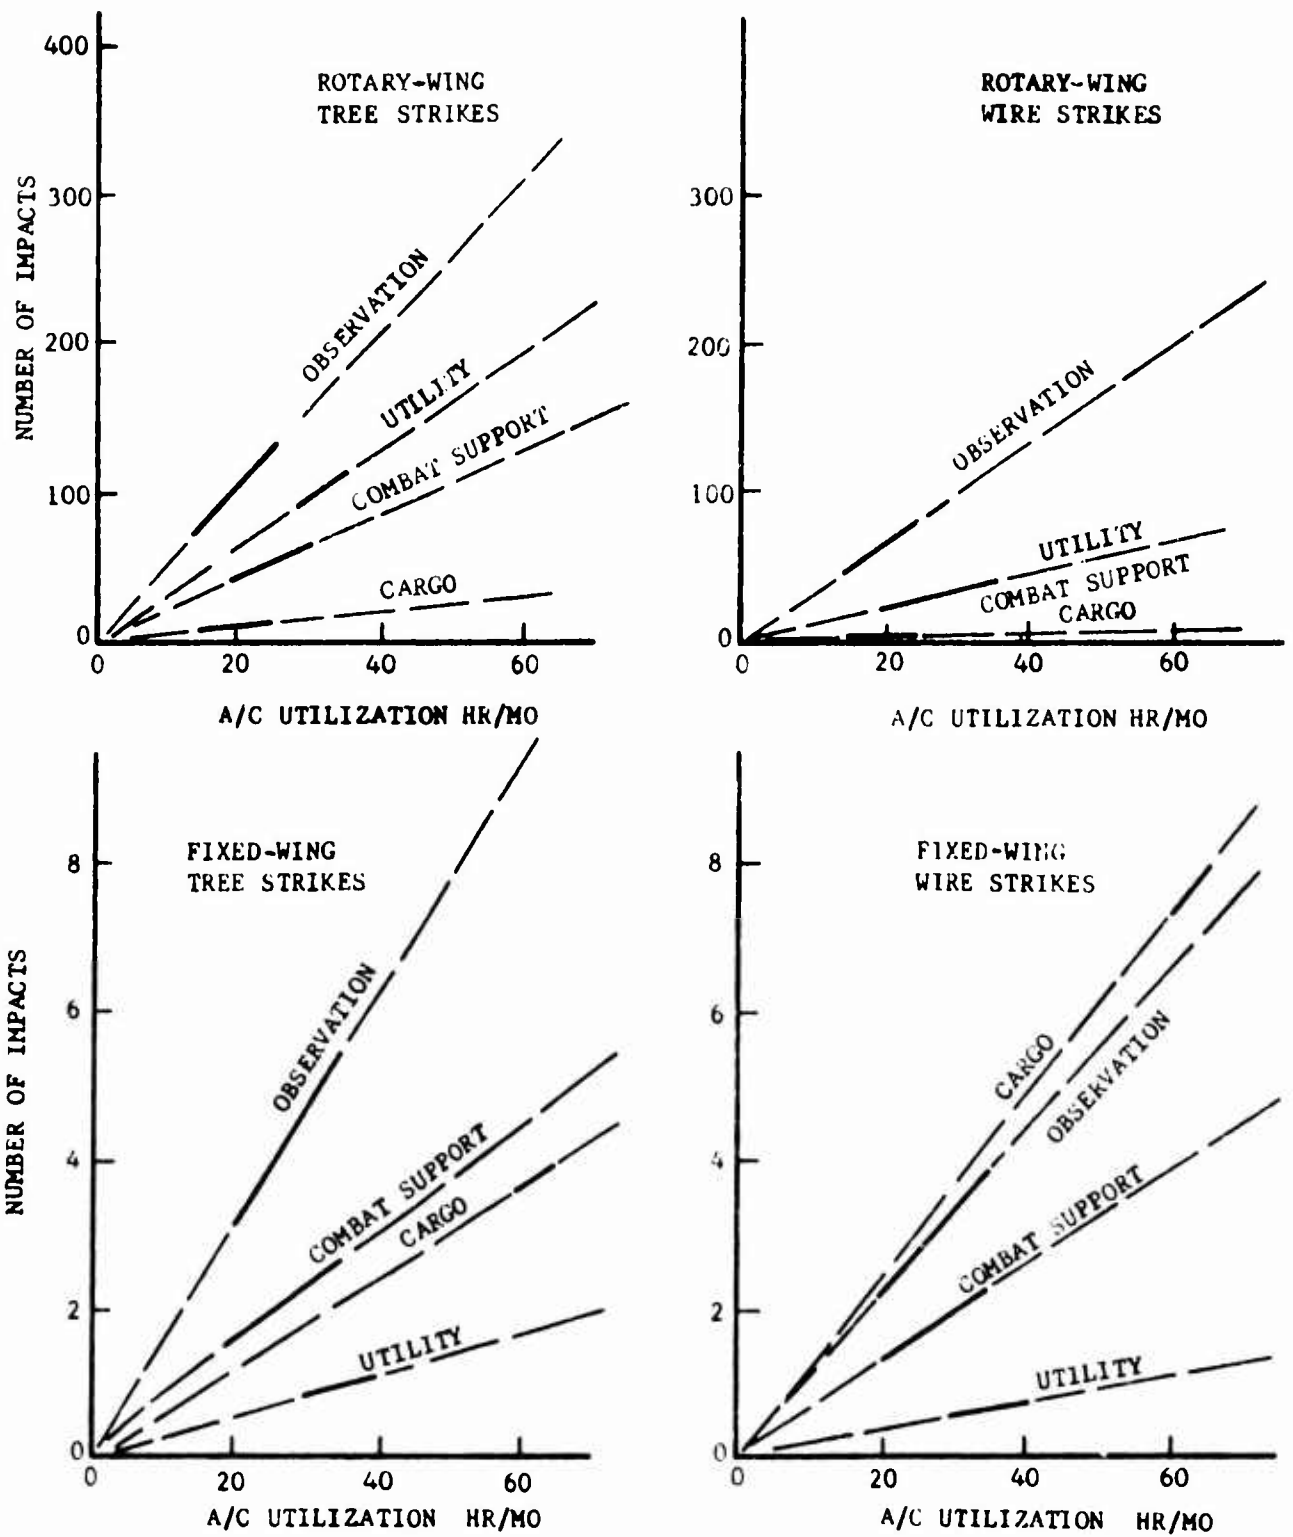 ROTARY-WING
TREE STRIKES
NUMBER OF IMPACTS
400
300
200
100
0
OBSERVATION
UTILITY
COMBAT SUPPORT
CARGO
0 20 40 60
A/C UTILIZATION HR/MO
ROTARY-WING
WIRE STRIKES
300
200
100
0
OBSERVATION
UTILITY
COMBAT SUPPORT
CARGO
0 20 40 60
A/C UTILIZATION HR/MO
FIXED-WING
TREE STRIKES
NUMBER OF IMPACTS
8
6
4
2
0
OBSERVATION
COMBAT SUPPORT
CARGO
UTILITY
0 20 40 60
A/C UTILIZATION HR/MO
FIXED-WING
WIRE STRIKES
8
6
4
2
0
CARGO
OBSERVATION
COMBAT SUPPORT
UTILITY
0 20 40 60
A/C UTILIZATION HR/MO